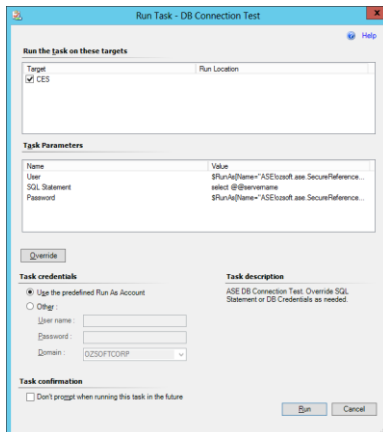 Run Task - DB Connection Test
x
Help
Run the task on these targets
Target Run Location
CES
Task Parameters
Name Value
User $RunAs[Name="ASE!ozsoft.ase.SecureReference...
SQL Statement select @@servername
Password $RunAs[Name="ASE!ozsoft.ase.SecureReference...
Override
Task credentials
Use the predefined Run As Account
Other :
User name :
Password :
Domain : OZSOFTCORP
Task description
ASE DB Connection Test. Override SQL
Statement or DB Credentials as needed.
Task confirmation
Don't prompt when running this task in the future
Run Cancel